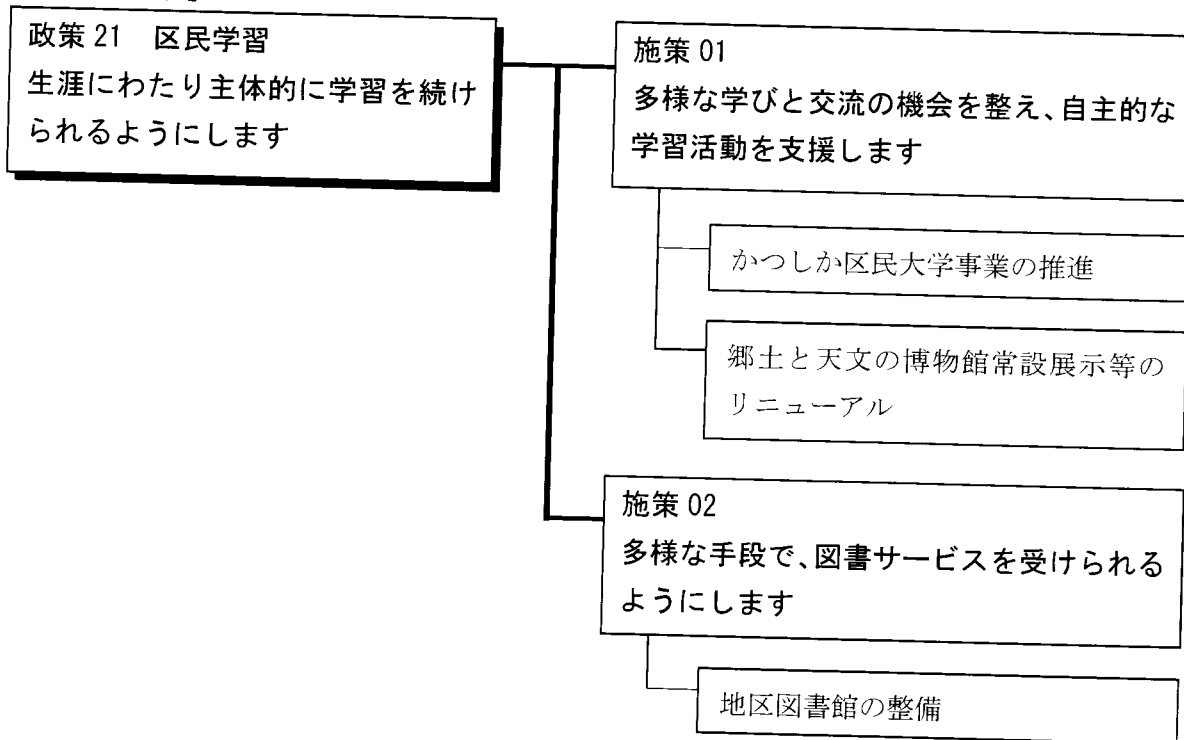 政策 21　区民学習
生涯にわたり主体的に学習を続け
られるようにします
施策 01
多様な学びと交流の機会を整え、自主的な
学習活動を支援します
かつしか区民大学事業の推進
郷土と天文の博物館常設展示等の
リニューアル
施策 02
多様な手段で、図書サービスを受けられる
ようにします
地区図書館の整備